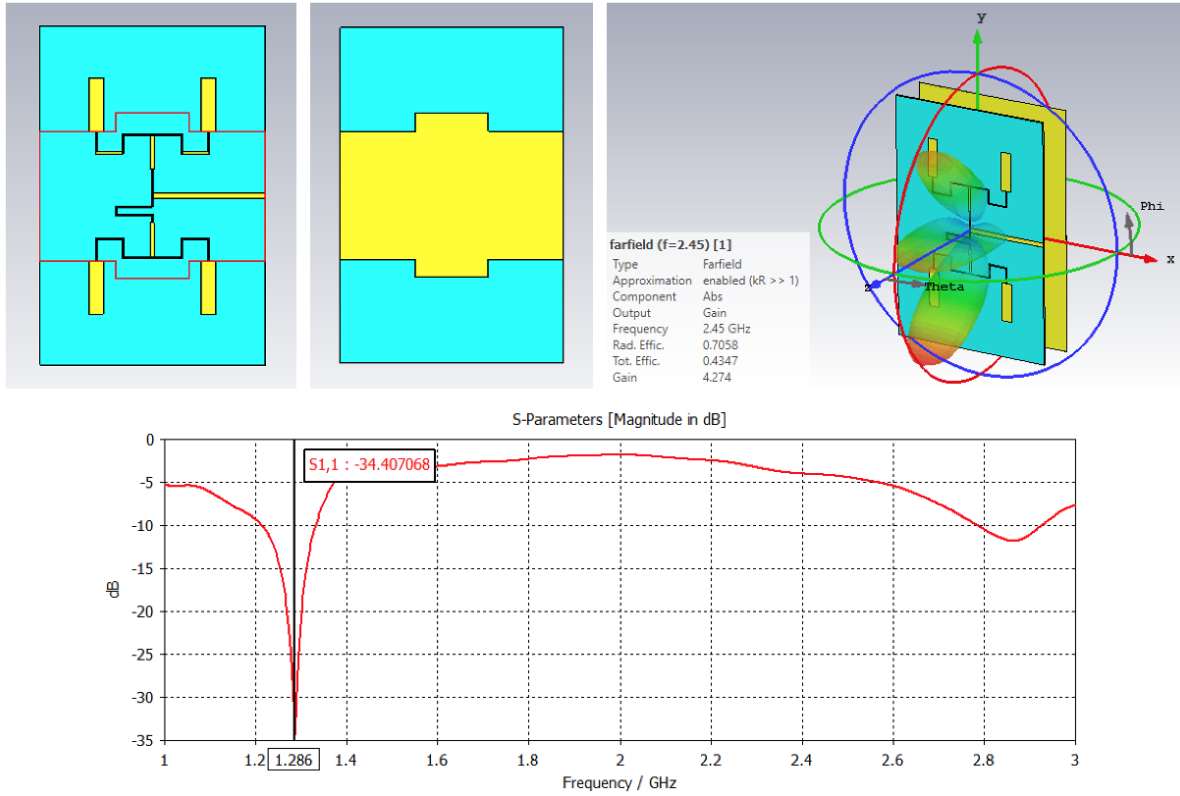 y
Phi
x
z
Theta
farfield (f=2.45) [1]
Type Farfield
Approximation enabled (kR >> 1)
Component Abs
Output Gain
Frequency 2.45 GHz
Rad. Effic. 0.7058
Tot. Effic. 0.4347
Gain 4.274
S-Parameters [Magnitude in dB]
S1,1 : -34.407068
0
-5
-10
-15
-20
-25
-30
-35
dB
1 1.2 1.286 1.4 1.6 1.8 2 2.2 2.4 2.6 2.8 3
Frequency / GHz